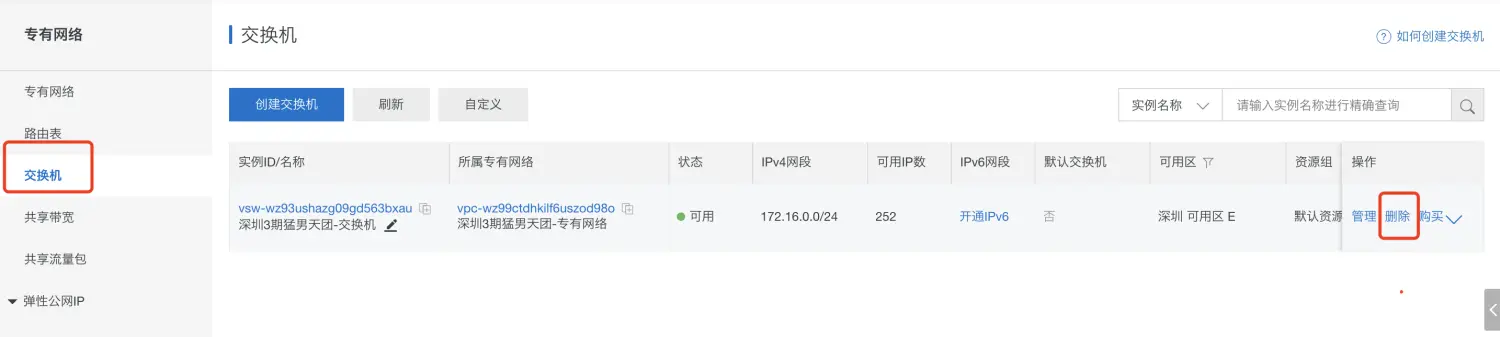 专有网络
交换机
如何创建交换机
专有网络
路由表
交换机
共享带宽
共享流量包
弹性公网IP
创建交换机 刷新 自定义
实例名称 请输入实例名称进行精确查询
实例ID/名称 所属专有网络 状态 IPv4网段 可用IP数 IPv6网段 默认交换机 可用区 资源组 操作
vsw-wz93ushazg09gd563bxau vpc-wz99ctdhkilf6uszod98o 可用 172.16.0.0/24 252 开通IPv6 否 深圳 可用区 E 默认资源 管理 删除 购买
深圳3期猛男天团-交换机 深圳3期猛男天团-专有网络